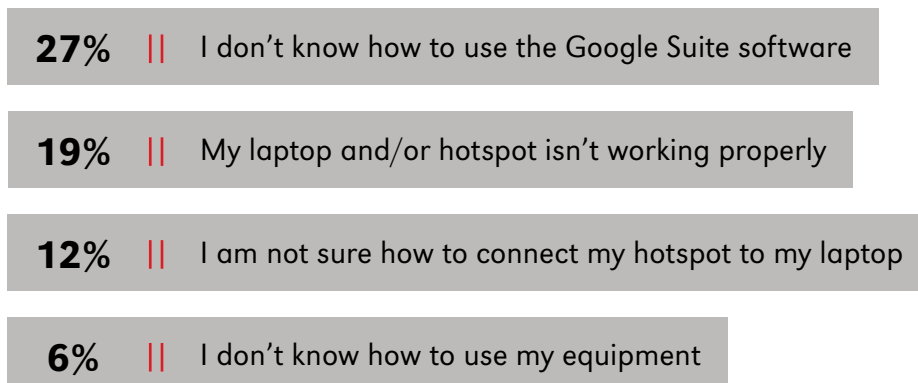 27% || I don’t know how to use the Google Suite software
19% || My laptop and/or hotspot isn’t working properly
12% || I am not sure how to connect my hotspot to my laptop
6% || I don’t know how to use my equipment